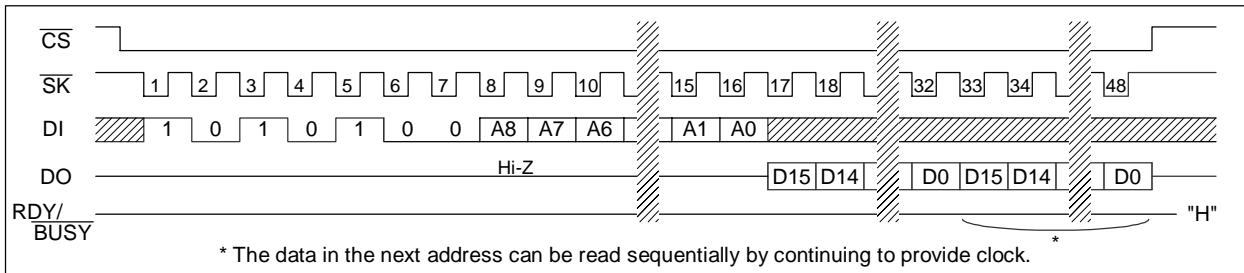 CS
SK 1 2 3 4 5 6 7 8 9 10 15 16 17 18 32 33 34 48
DI 1 0 1 0 1 0 0 A8 A7 A6 A1 A0
DO Hi-Z D15 D14 D0 D15 D14 D0
RDY/
BUSY "H"
*
* The data in the next address can be read sequentially by continuing to provide clock.